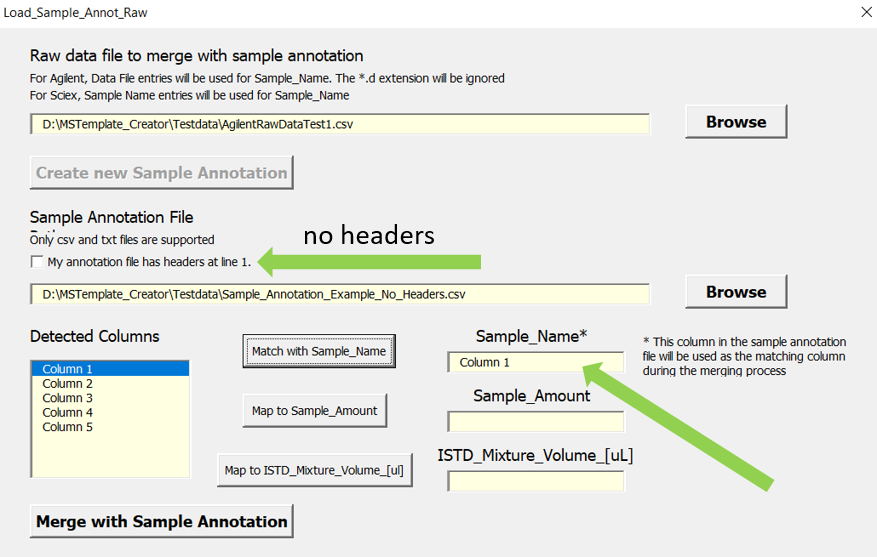 Load_Sample_Annot_Raw
Raw data file to merge with sample annotation
For Agilent, Data File entries will be used for Sample_Name. The *.d extension will be ignored
For Sciex, Sample Name entries will be used for Sample_Name
D:\MSTemplate_Creator\Testdata\AgilentRawDataTest1.csv
Browse
Create new Sample Annotation
Sample Annotation File
Only csv and txt files are supported
no headers
My annotation file has headers at line 1.
D:\MSTemplate_Creator\Testdata\Sample_Annotation_Example_No_Headers.csv
Browse
Detected Columns
Column 1
Column 2
Column 3
Column 4
Column 5
Match with Sample_Name
Map to Sample_Amount
Map to ISTD_Mixture_Volume_[ul]
Sample_Name*
Column 1
Sample_Amount
ISTD_Mixture_Volume_[uL]
* This column in the sample annotation
file will be used as the matching column
during the merging process
Merge with Sample Annotation